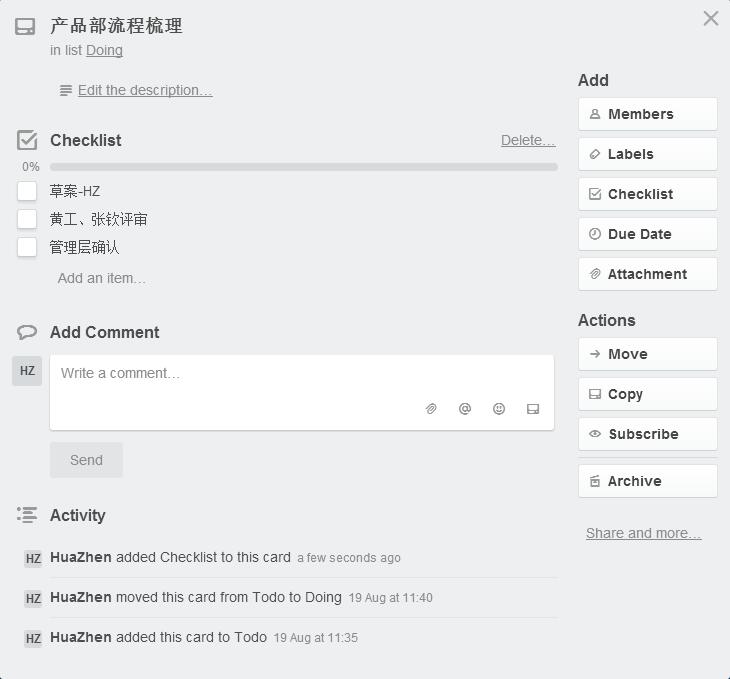 产品部流程梳理
in list Doing
Edit the description…
Checklist
Delete…
0%
草案-HZ
黄工、张钦评审
管理层确认
Add an item…
Add Comment
HZ
Write a comment…
Send
Activity
HZ HuaZhen added Checklist to this card a few seconds ago
HZ HuaZhen moved this card from Todo to Doing 19 Aug at 11:40
HZ HuaZhen added this card to Todo 19 Aug at 11:35
Add
Members
Labels
Checklist
Due Date
Attachment
Actions
Move
Copy
Subscribe
Archive
Share and more…